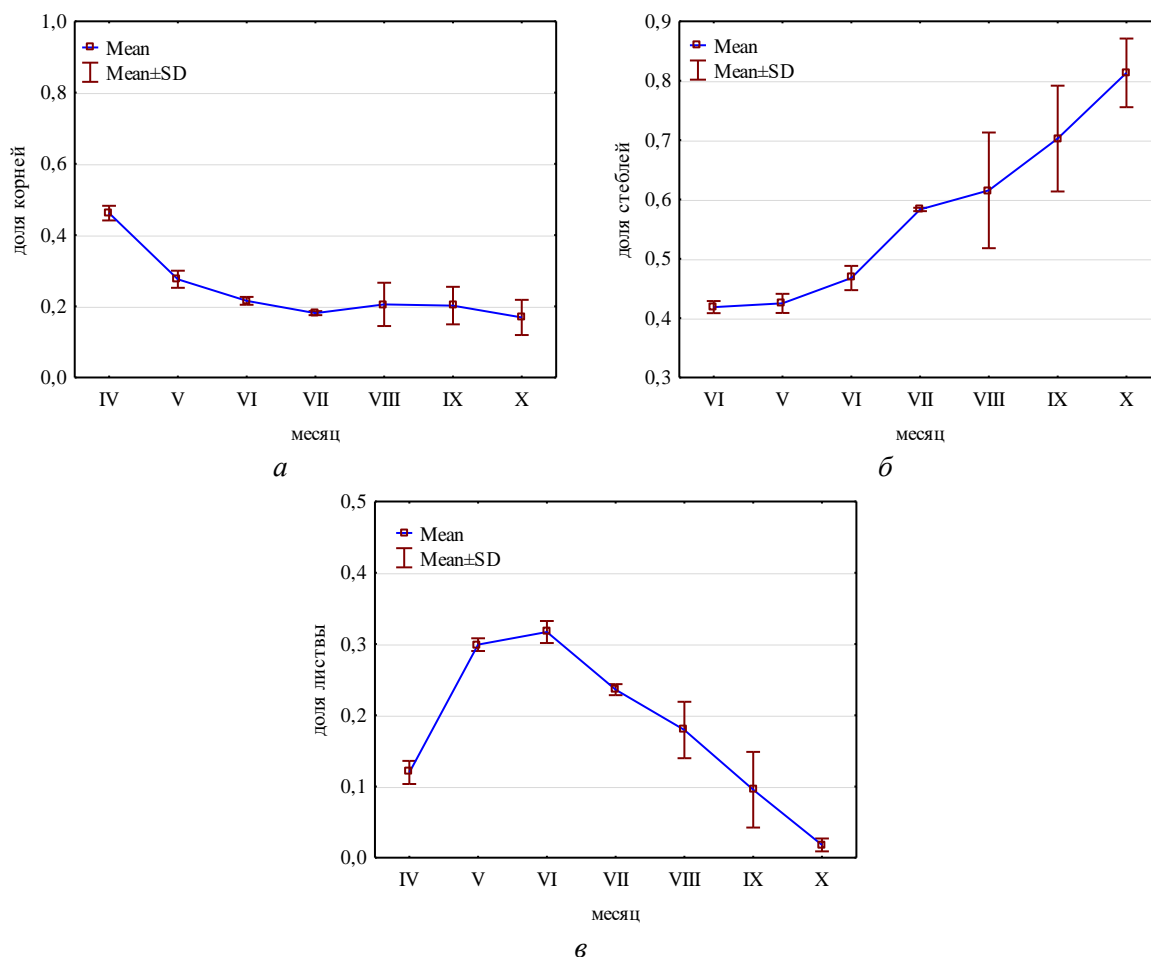 1,0
0,8
0,6
0,4
0,2
0,0
доля корней
Mean
Mean±SD
IV V VI VII VIII IX X
месяц
а
0,9
0,8
0,7
0,6
0,5
0,4
0,3
доля стеблей
Mean
Mean±SD
VI V VI VII VIII IX X
месяц
б
0,5
0,4
0,3
0,2
0,1
0,0
доля листвы
Mean
Mean±SD
IV V VI VII VIII IX X
месяц
в